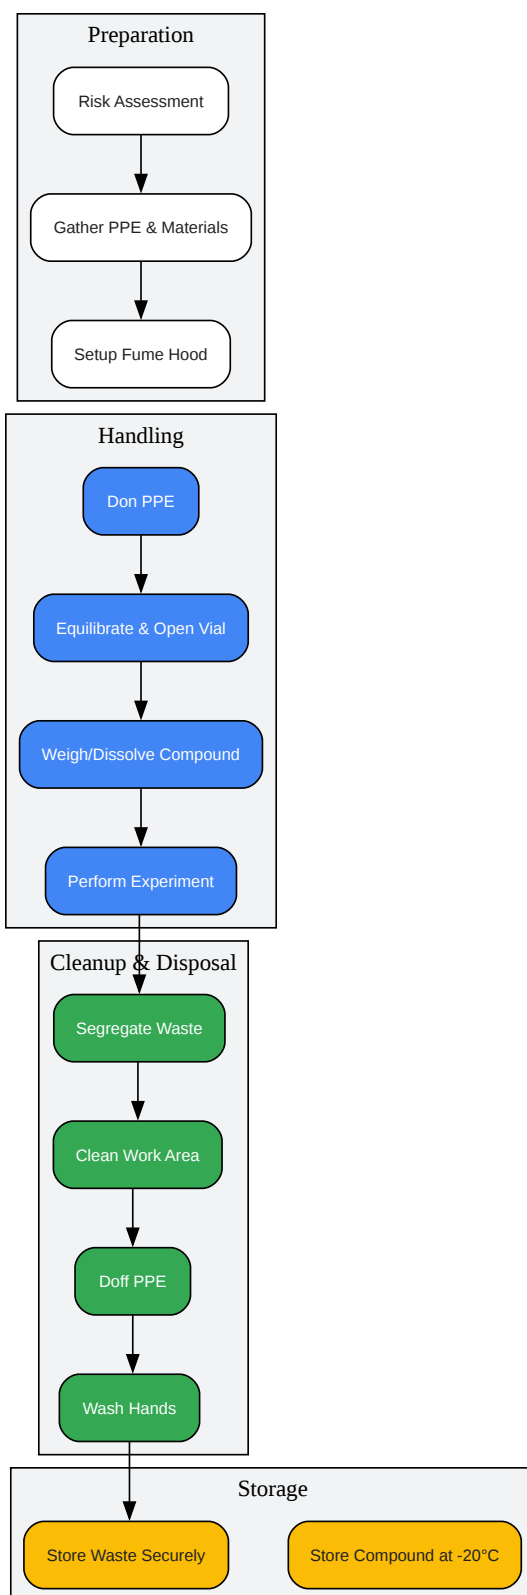 Preparation
Risk Assessment
Gather PPE & Materials
Setup Fume Hood
Handling
Don PPE
Equilibrate & Open Vial
Weigh/Dissolve Compound
Perform Experiment
Cleanup & Disposal
Segregate Waste
Clean Work Area
Doff PPE
Wash Hands
Storage
Store Waste Securely
Store Compound at -20°C